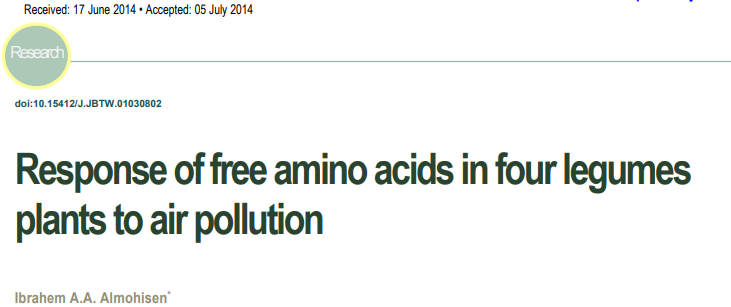 Received: 17 June 2014 • Accepted: 05 July 2014
Research
doi:10.15412/J.JBTW.01030802
Response of free amino acids in four legumes
plants to air pollution
Ibrahem A.A. Almohisen*